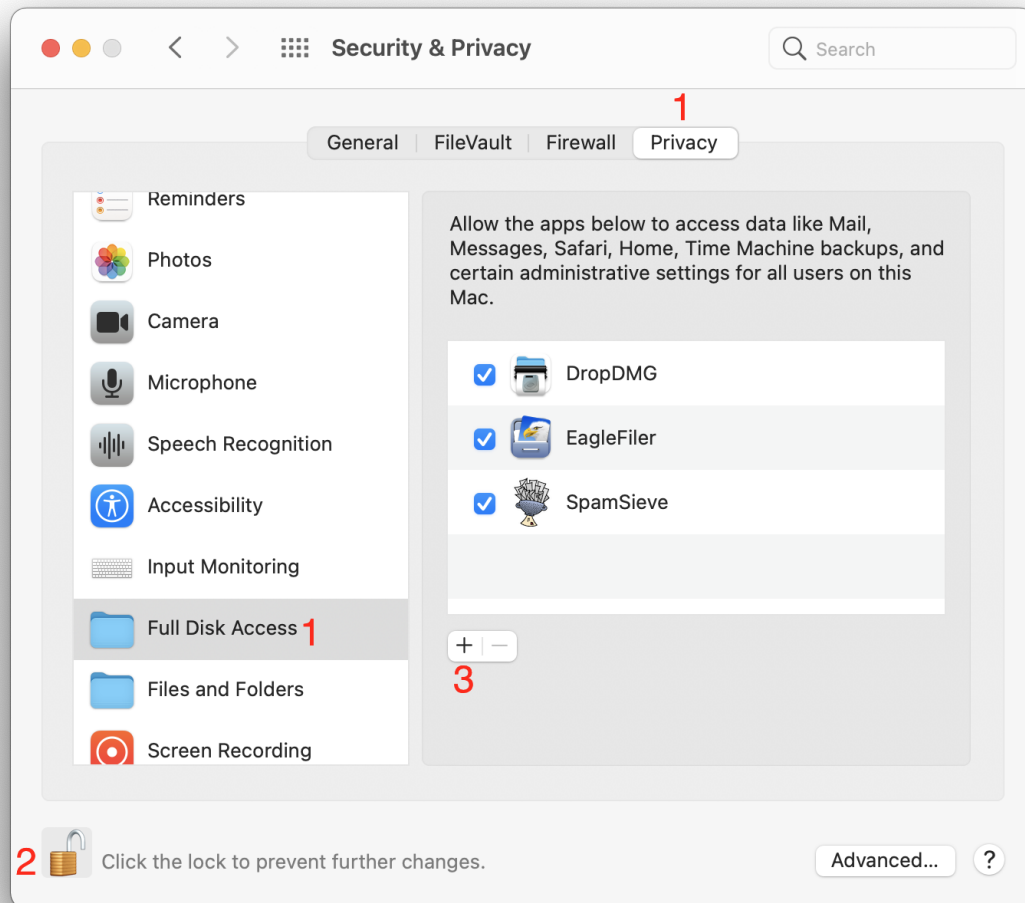 Security & Privacy
Search
1
General
FileVault
Firewall
Privacy
Reminders
Photos
Camera
Microphone
Speech Recognition
Accessibility
Input Monitoring
Full Disk Access 1
Files and Folders
Screen Recording
Allow the apps below to access data like Mail,
Messages, Safari, Home, Time Machine backups, and
certain administrative settings for all users on this
Mac.
DropDMG
EagleFiler
SpamSieve
+ −
3
2
Click the lock to prevent further changes.
Advanced...
?